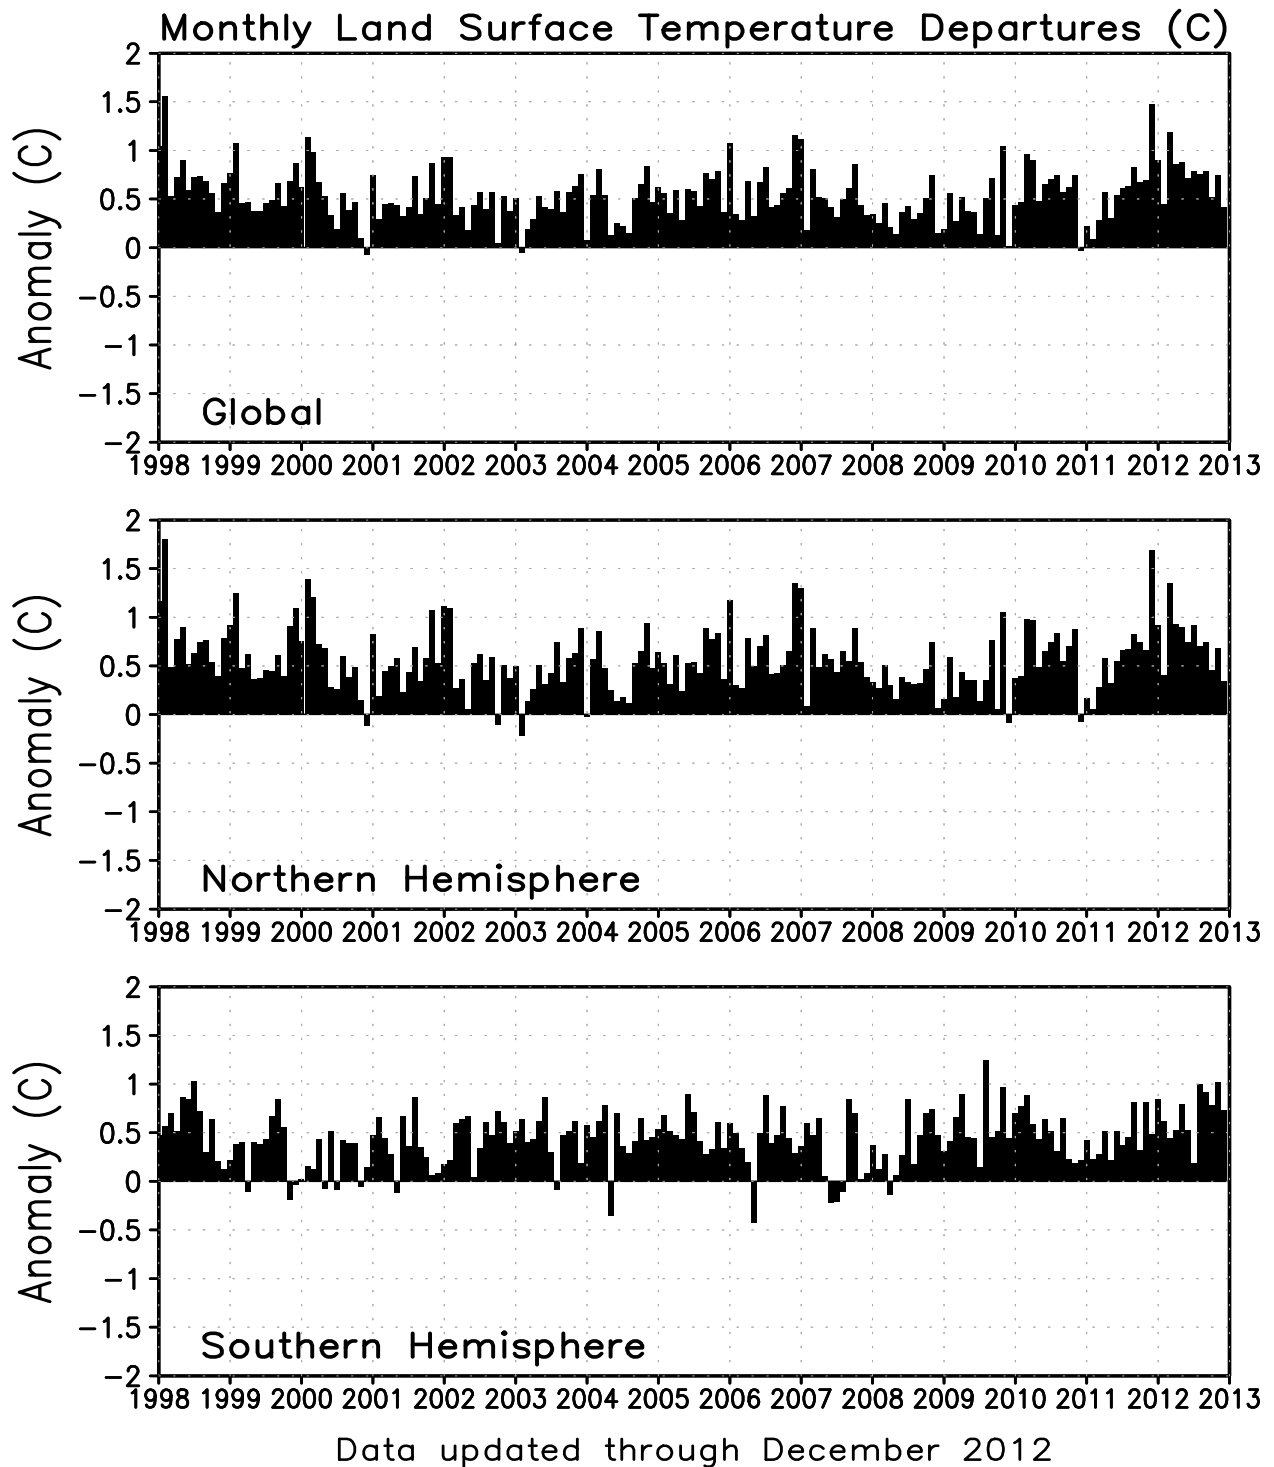 Monthly Land Surface Temperature Departures (C)
2
1.5
1
0.5
0
−0.5
−1
−1.5
−2
Anomaly (C)
Global
1998 1999 2000 2001 2002 2003 2004 2005 2006 2007 2008 2009 2010 2011 2012 2013
2
1.5
1
0.5
0
−0.5
−1
−1.5
−2
Anomaly (C)
Northern Hemisphere
1998 1999 2000 2001 2002 2003 2004 2005 2006 2007 2008 2009 2010 2011 2012 2013
2
1.5
1
0.5
0
−0.5
−1
−1.5
−2
Anomaly (C)
Southern Hemisphere
1998 1999 2000 2001 2002 2003 2004 2005 2006 2007 2008 2009 2010 2011 2012 2013
Data updated through December 2012